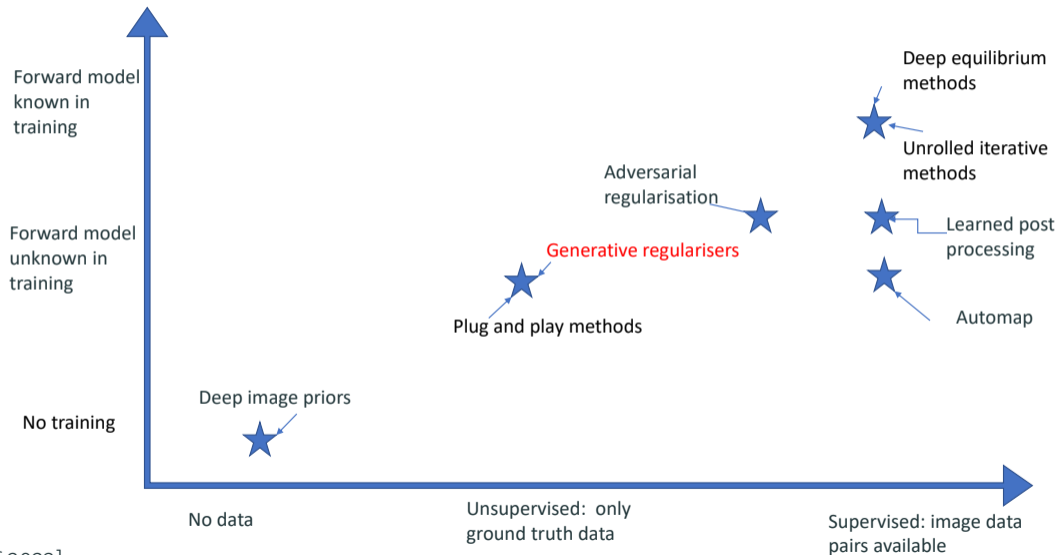 Forward model
known in
training
Deep equilibrium
methods
Unrolled iterative
methods
Adversarial
regularisation
Forward model
unknown in
training
Generative regularisers
Learned post
processing
Plug and play methods
Automap
Deep image priors
No training
No data
Unsupervised: only
ground truth data
Supervised: image data
pairs available